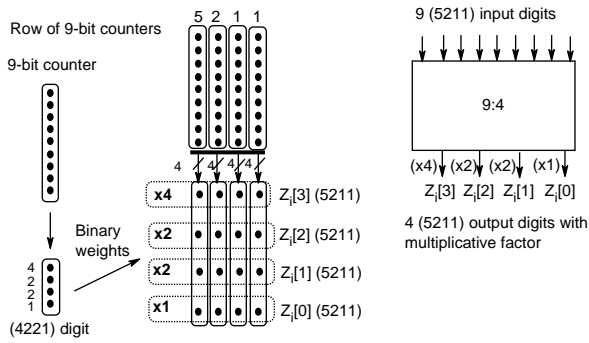 Row of 9-bit counters
5 2 1 1
9-bit counter
4 4 4 4
x4 Z_i[3] (5211)
x2 Z_i[2] (5211)
x2 Z_i[1] (5211)
x1 Z_i[0] (5211)
Binary
weights
4
2
2
1
(4221) digit
9 (5211) input digits
9:4
(x4) (x2) (x2) (x1)
Z_i[3] Z_i[2] Z_i[1] Z_i[0]
4 (5211) output digits with
multiplicative factor